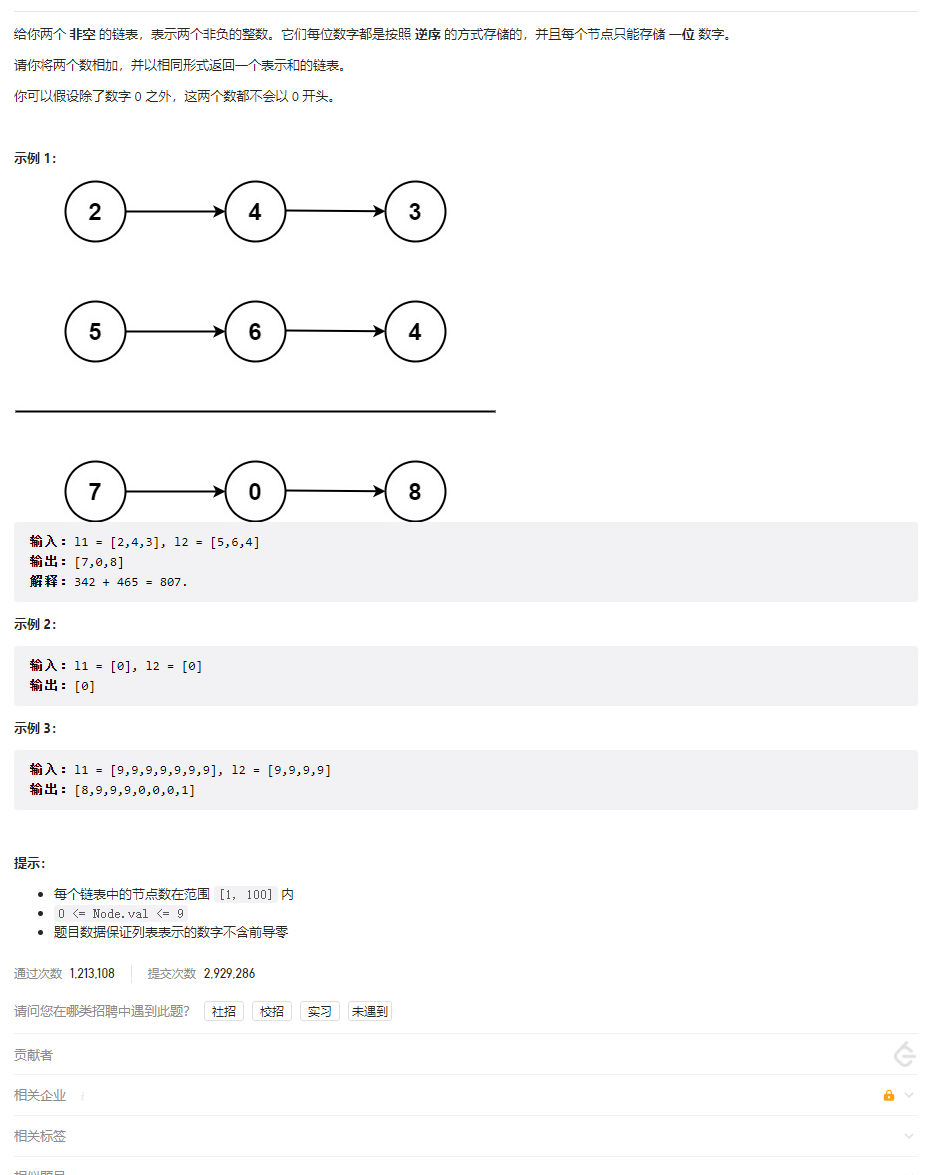 给你两个 非空 的链表，表示两个非负的整数。它们每位数字都是按照 逆序 的方式存储的，并且每个节点只能存储 一位 数字。
请你将两个数相加，并以相同形式返回一个表示和的链表。
你可以假设除了数字 0 之外，这两个数都不会以 0 开头。
示例 1：
2 4 3
5 6 4
7 0 8
输入：l1 = [2,4,3], l2 = [5,6,4]
输出：[7,0,8]
解释：342 + 465 = 807.
示例 2：
输入：l1 = [0], l2 = [0]
输出：[0]
示例 3：
输入：l1 = [9,9,9,9,9,9,9], l2 = [9,9,9,9]
输出：[8,9,9,9,0,0,0,1]
提示：
每个链表中的节点数在范围 [1, 100] 内
0 <= Node.val <= 9
题目数据保证列表表示的数字不含前导零
通过次数 1,213,108 提交次数 2,929,286
请问您在哪类招聘中遇到此题？ 社招 校招 实习 未遇到
贡献者
相关企业 i
相关标签